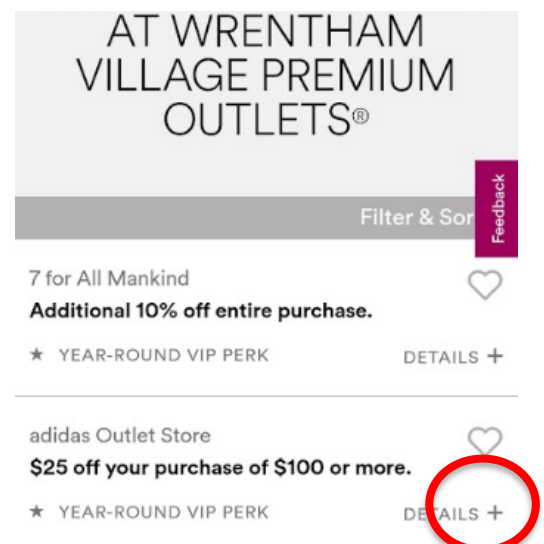 AT WRENTHAM
VILLAGE PREMIUM
OUTLETS®
Feedback
Filter & Sor
7 for All Mankind
Additional 10% off entire purchase.
★ YEAR-ROUND VIP PERK DETAILS +
adidas Outlet Store
$25 off your purchase of $100 or more.
★ YEAR-ROUND VIP PERK DETAILS +